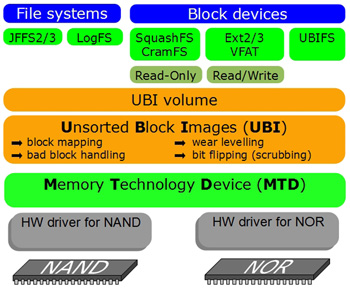 File systems
Block devices
JFFS2/3
LogFS
SquashFS
CramFS
Ext2/3
VFAT
UBIFS
Read-Only
Read/Write
UBI volume
Unsorted Block Images (UBI)
➞ block mapping
➞ wear levelling
➞ bad block handling
➞ bit flipping (scrubbing)
Memory Technology Device (MTD)
HW driver for NAND
HW driver for NOR
NAND
NOR